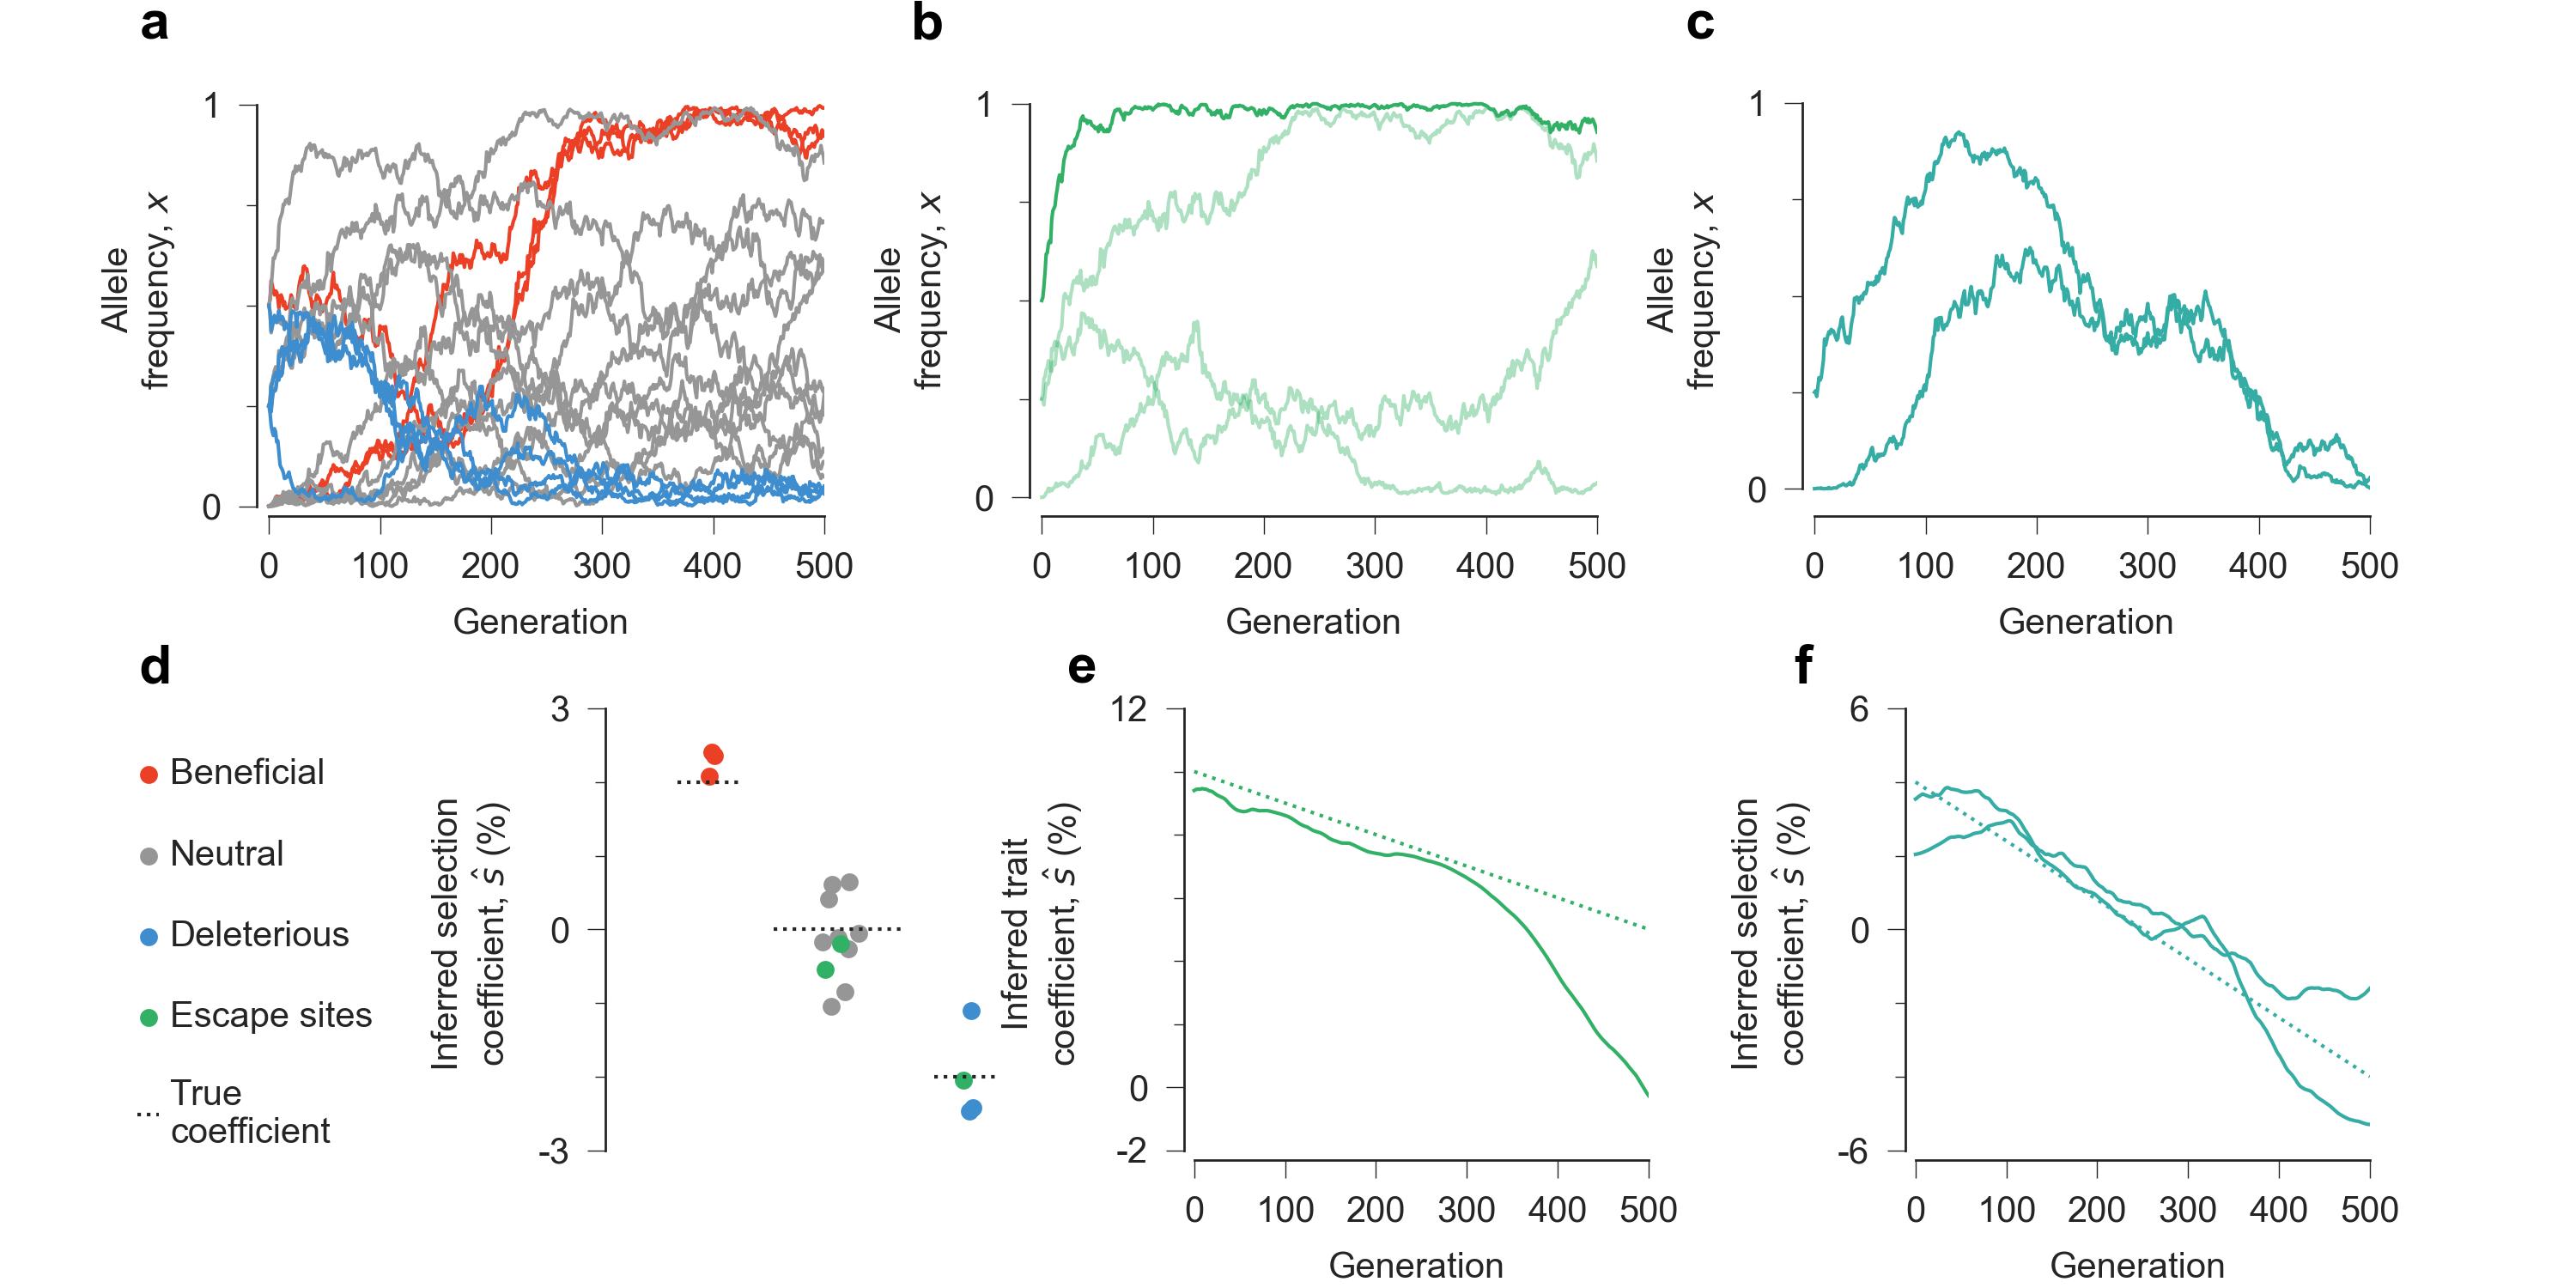 a
1
0
Allele
frequency, x
0 100 200 300 400 500
Generation
b
1
0
Allele
frequency, x
0 100 200 300 400 500
Generation
c
1
0
Allele
frequency, x
0 100 200 300 400 500
Generation
d
Beneficial
Neutral
Deleterious
Escape sites
True
coefficient
3
0
-3
Inferred selection
coefficient, ŝ (%)
e
12
0
-2
Inferred trait
coefficient, ŝ (%)
0 100 200 300 400 500
Generation
f
6
0
-6
Inferred selection
coefficient, ŝ (%)
0 100 200 300 400 500
Generation